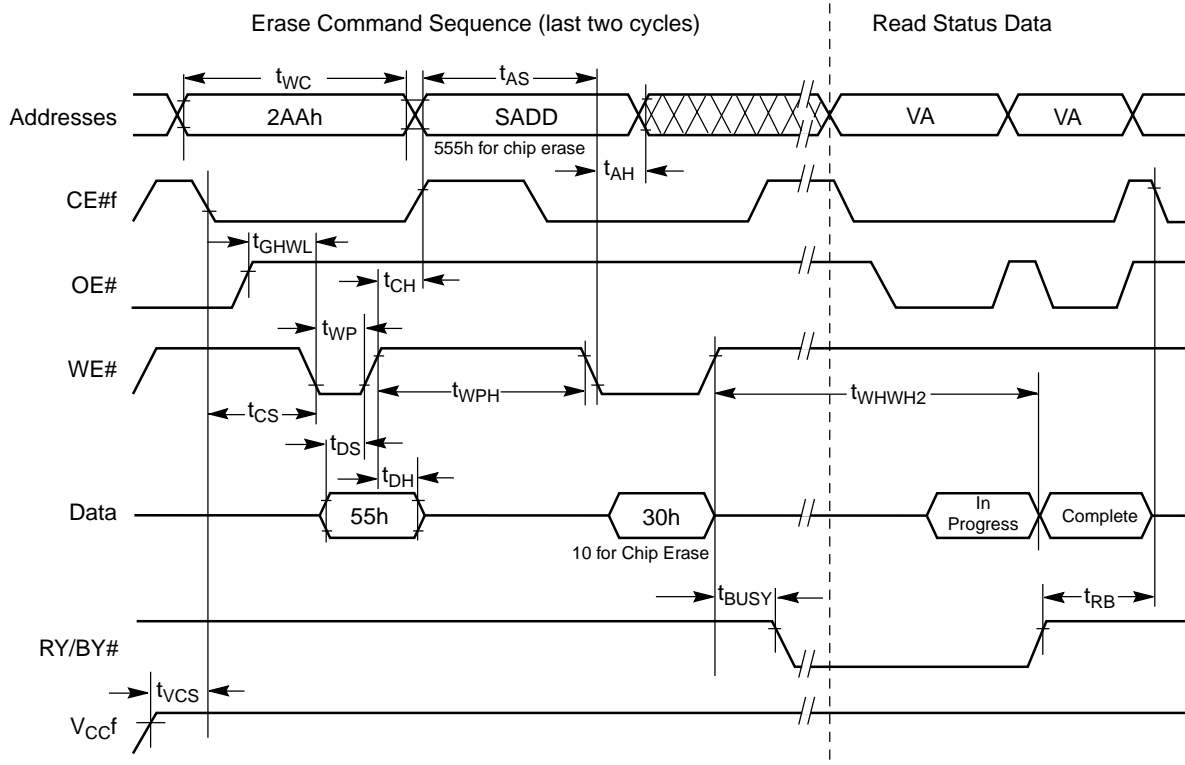 Erase Command Sequence (last two cycles)
Read Status Data
tWC
tAS
Addresses
2AAh
SADD
VA
VA
555h for chip erase
tAH
CE#f
tGHWL
OE#
tCH
tWP
WE#
tWPH
tWHWH2
tCS
tDS
tDH
Data
55h
30h
In
Progress
Complete
10 for Chip Erase
tBUSY
tRB
RY/BY#
tVCS
VCCf